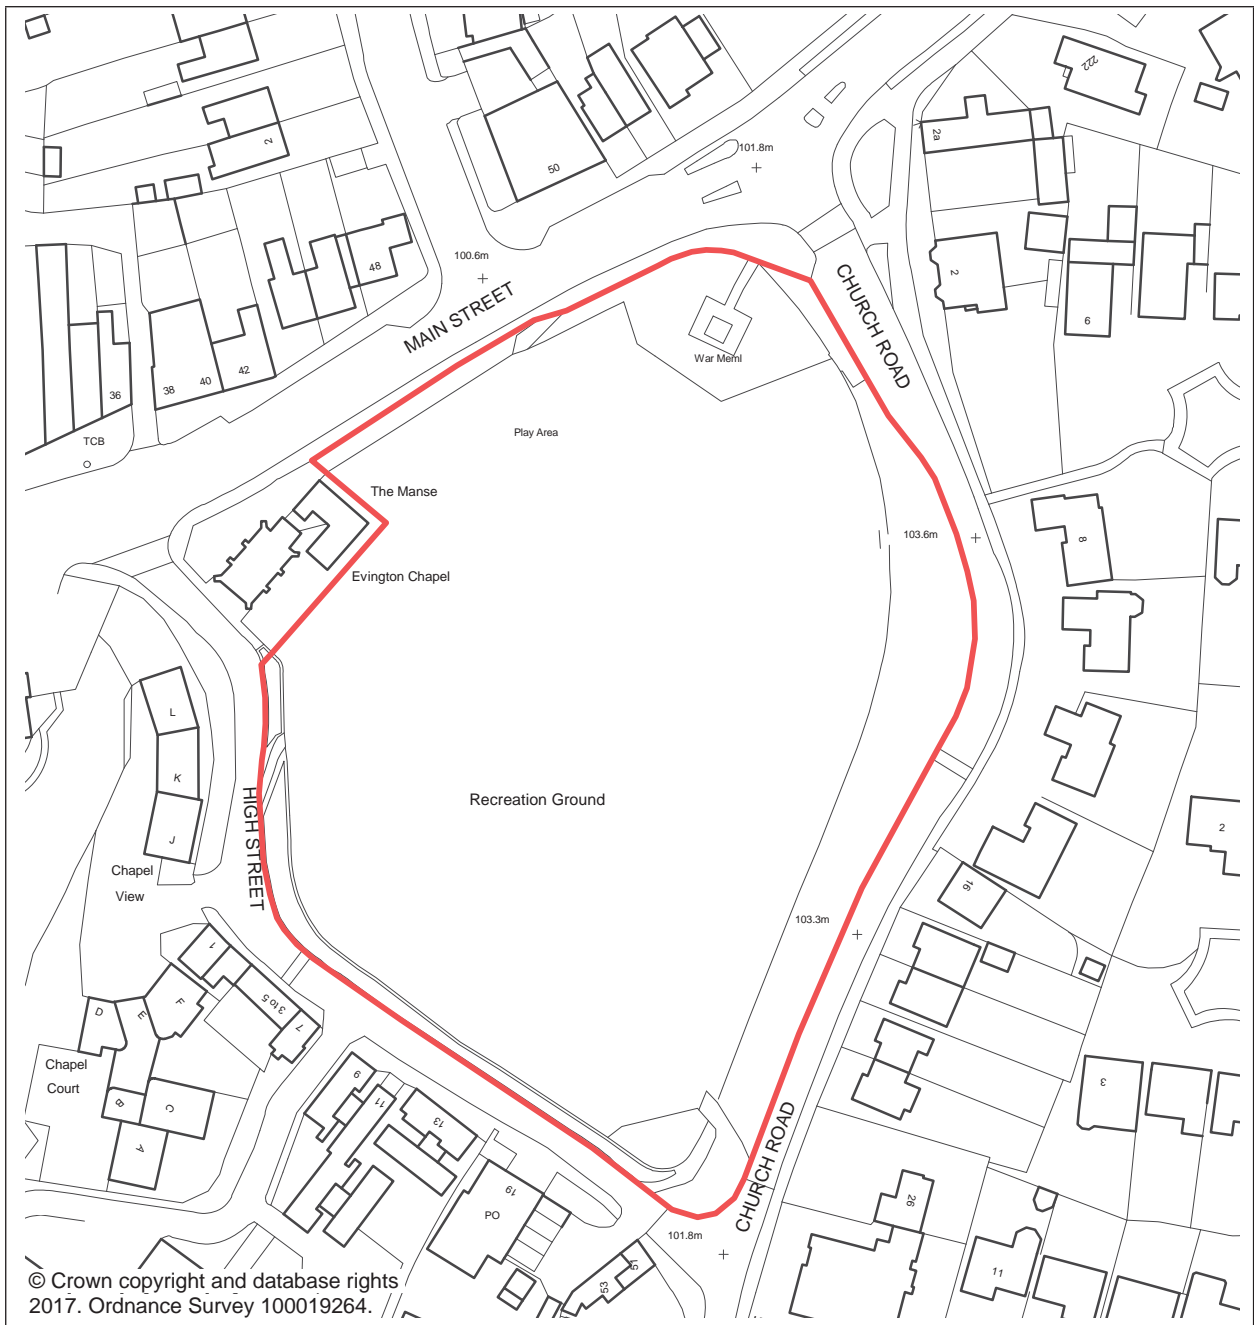 222
2a
101.8m
50
2
48
100.6m
MAIN STREET
CHURCH ROAD
2
6
War Meml
36
38
40
42
TCB
Play Area
The Manse
Evington Chapel
103.6m
8
L
K
J
HIGH STREET
Recreation Ground
Chapel
View
2
16
103.3m
1
3 to 5
7
F
E
D
Chapel
Court
B
C
A
9
11
13
19
PO
3
CHURCH ROAD
26
101.8m
51
53
11
© Crown copyright and database rights
2017. Ordnance Survey 100019264.